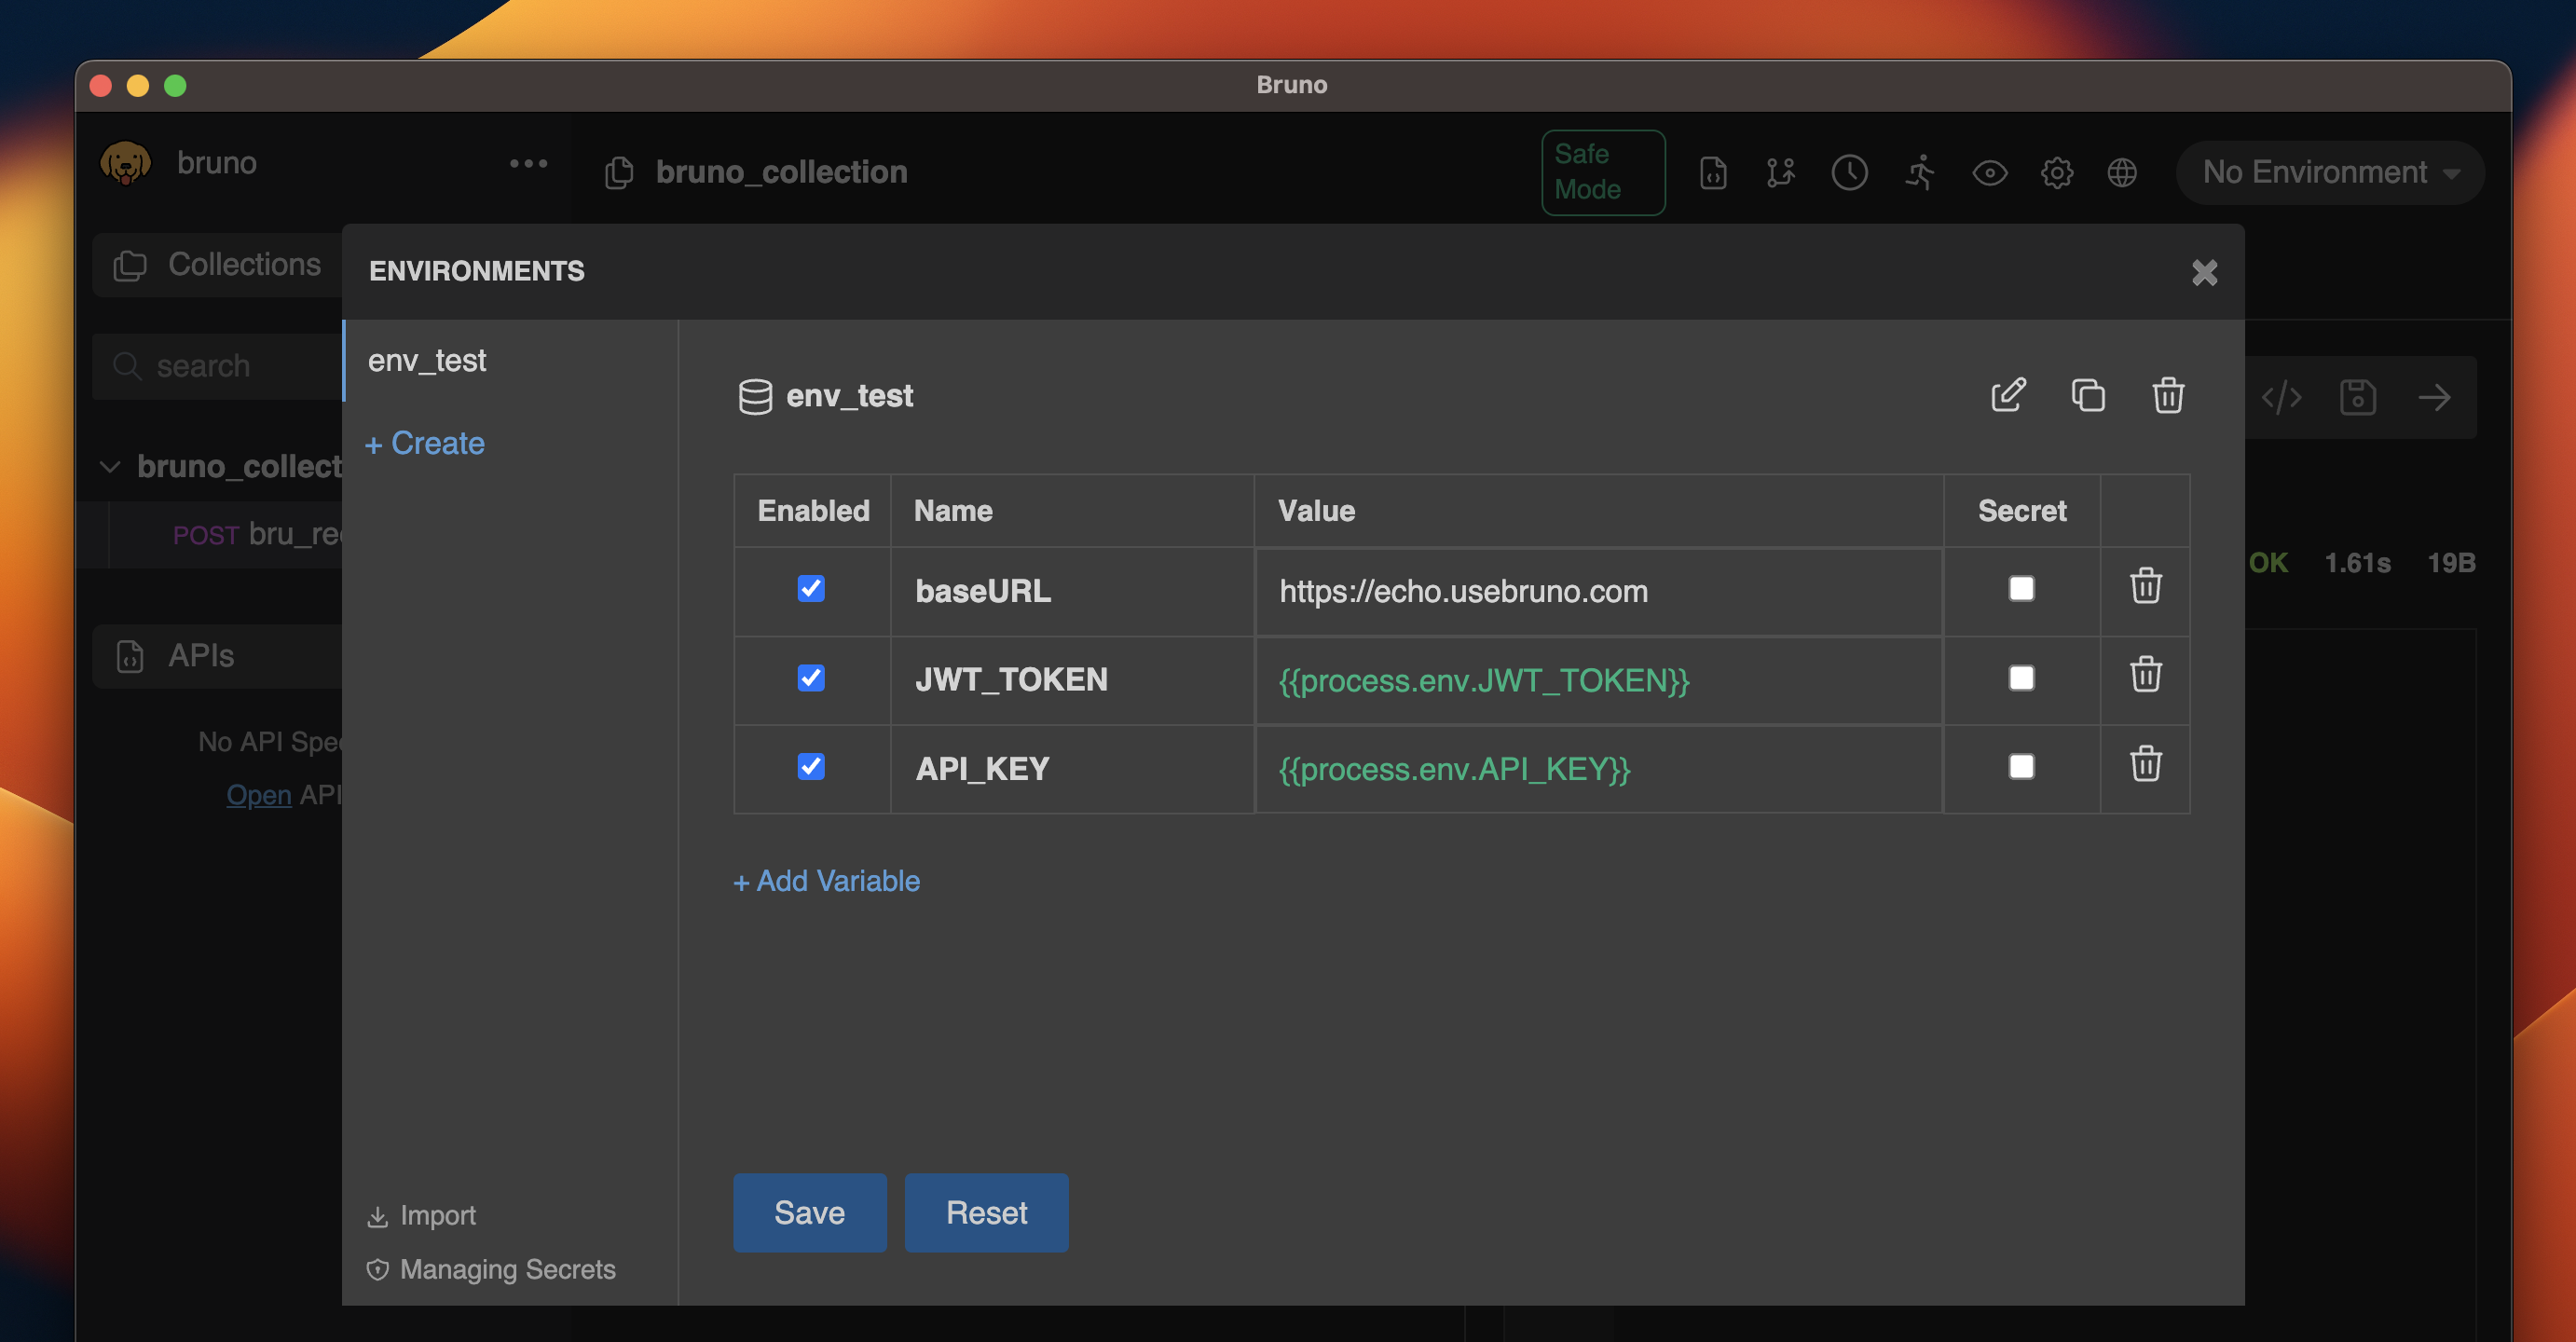 Bruno
bruno
bruno_collection
Safe Mode
No Environment
Collections
ENVIRONMENTS
search
env_test
+ Create
env_test
bruno_collect
POST bru_re
Enabled Name Value Secret
baseURL https://echo.usebruno.com
JWT_TOKEN {{process.env.JWT_TOKEN}}
API_KEY {{process.env.API_KEY}}
OK 1.61s 19B
APIs
No API Spe
Open API
+ Add Variable
Save Reset
Import
Managing Secrets